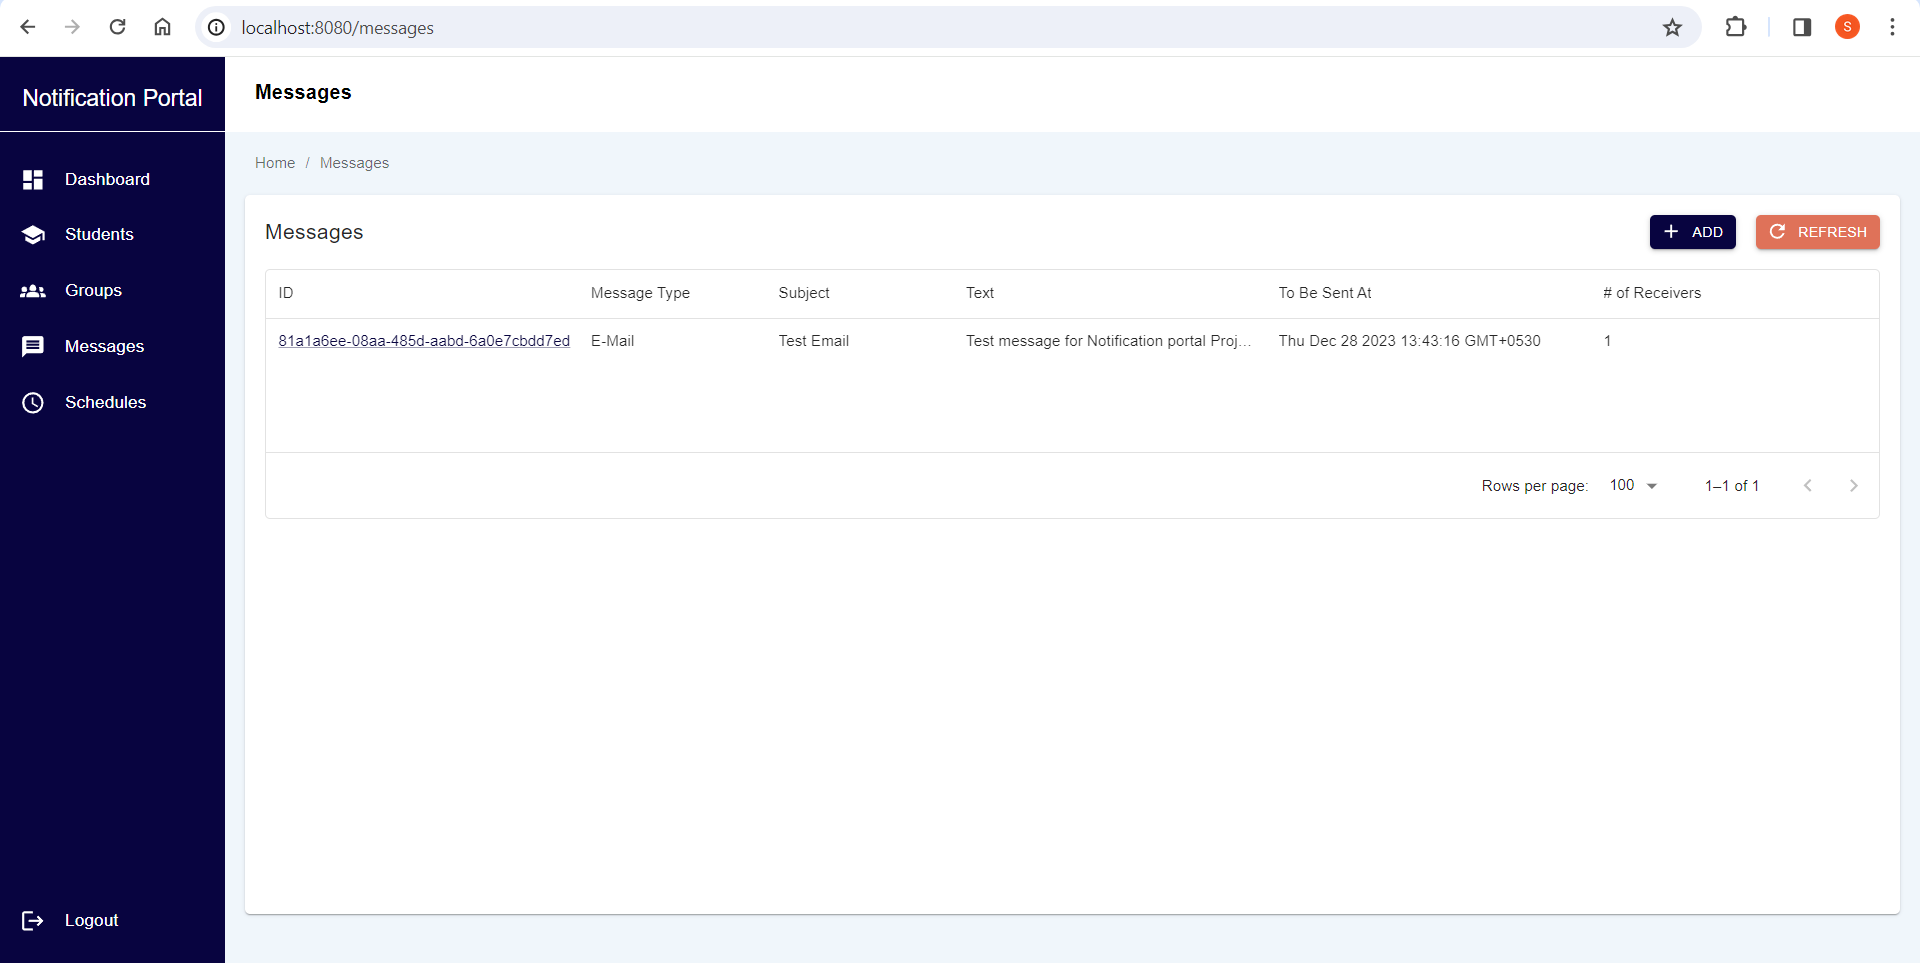 localhost:8080/messages
S
Notification Portal
Messages
Dashboard
Students
Groups
Messages
Schedules
Logout
Home / Messages
Messages
ADD
REFRESH
ID Message Type Subject Text To Be Sent At # of Receivers
81a1a6ee-08aa-485d-aabd-6a0e7cbdd7ed E-Mail Test Email Test message for Notification portal Proj... Thu Dec 28 2023 13:43:16 GMT+0530 1
Rows per page: 100 1–1 of 1